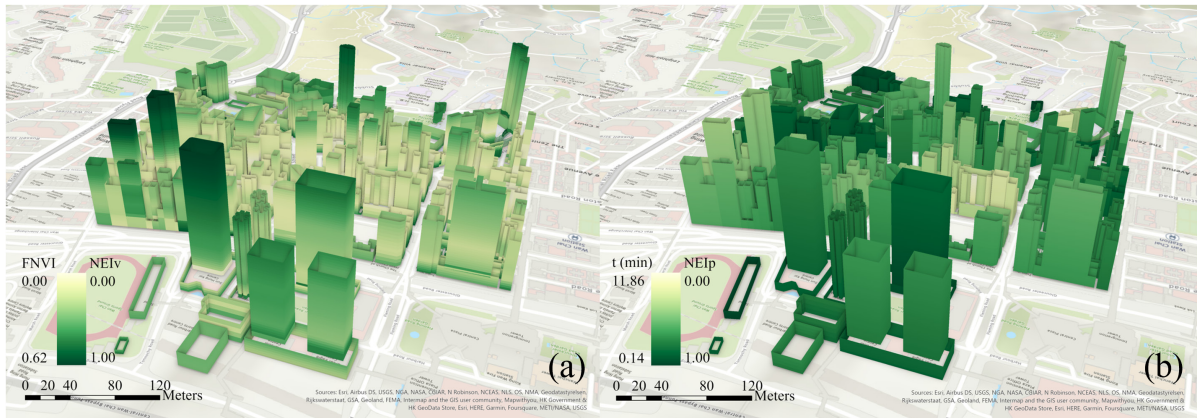 FNVI NEIv
0.00 0.00
0.62 1.00
0 20 40 80 120
Meters
(a)
Sources: Esri, Airbus DS, USGS, NGA, NASA, CGIAR, N Robinson, NCEAS, NLS, OS, NMA, Geodatastyrelsen,
Rijkswaterstaat, GSA, Geoland, FEMA, Intermap and the GIS user community, Mapwithyou, HK Government @
HK GeoData Store, Esri, HERE, Garmin, Foursquare, METI/NASA, USGS
t (min) NEIp
11.86 0.00
0.14 1.00
0 20 40 80 120
Meters
(b)
Sources: Esri, Airbus DS, USGS, NGA, NASA, CGIAR, N Robinson, NCEAS, NLS, OS, NMA, Geodatastyrelsen,
Rijkswaterstaat, GSA, Geoland, FEMA, Intermap and the GIS user community, Mapwithyou, HK Government @
HK GeoData Store, Esri, HERE, Garmin, Foursquare, METI/NASA, USGS